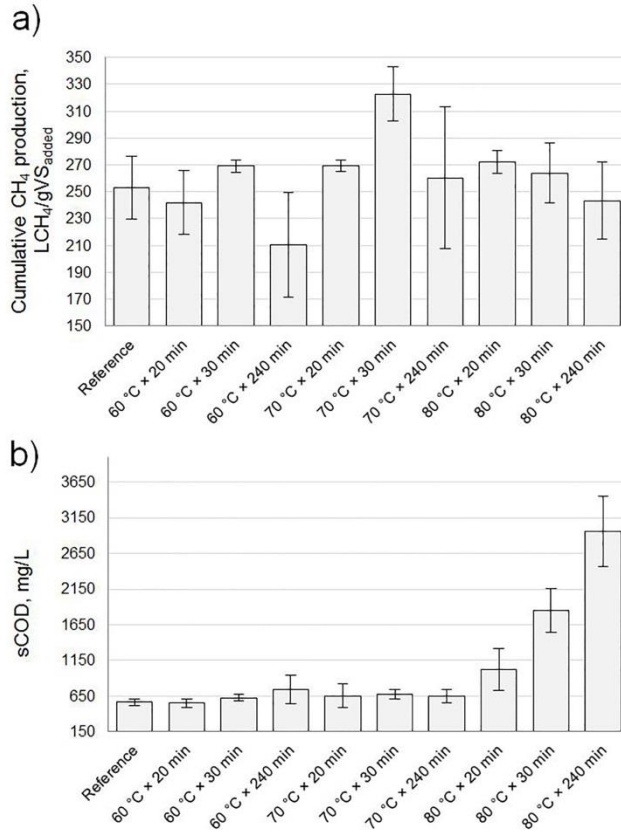 a)
Cumulative CH₄ production,
LCH₄/gVS_added
350
330
310
290
270
250
230
210
190
170
150
Reference
60 °C × 20 min
60 °C × 30 min
60 °C × 240 min
70 °C × 20 min
70 °C × 30 min
70 °C × 240 min
80 °C × 20 min
80 °C × 30 min
80 °C × 240 min
b)
sCOD, mg/L
3650
3150
2650
2150
1650
1150
650
150
Reference
60 °C × 20 min
60 °C × 30 min
60 °C × 240 min
70 °C × 20 min
70 °C × 30 min
70 °C × 240 min
80 °C × 20 min
80 °C × 30 min
80 °C × 240 min